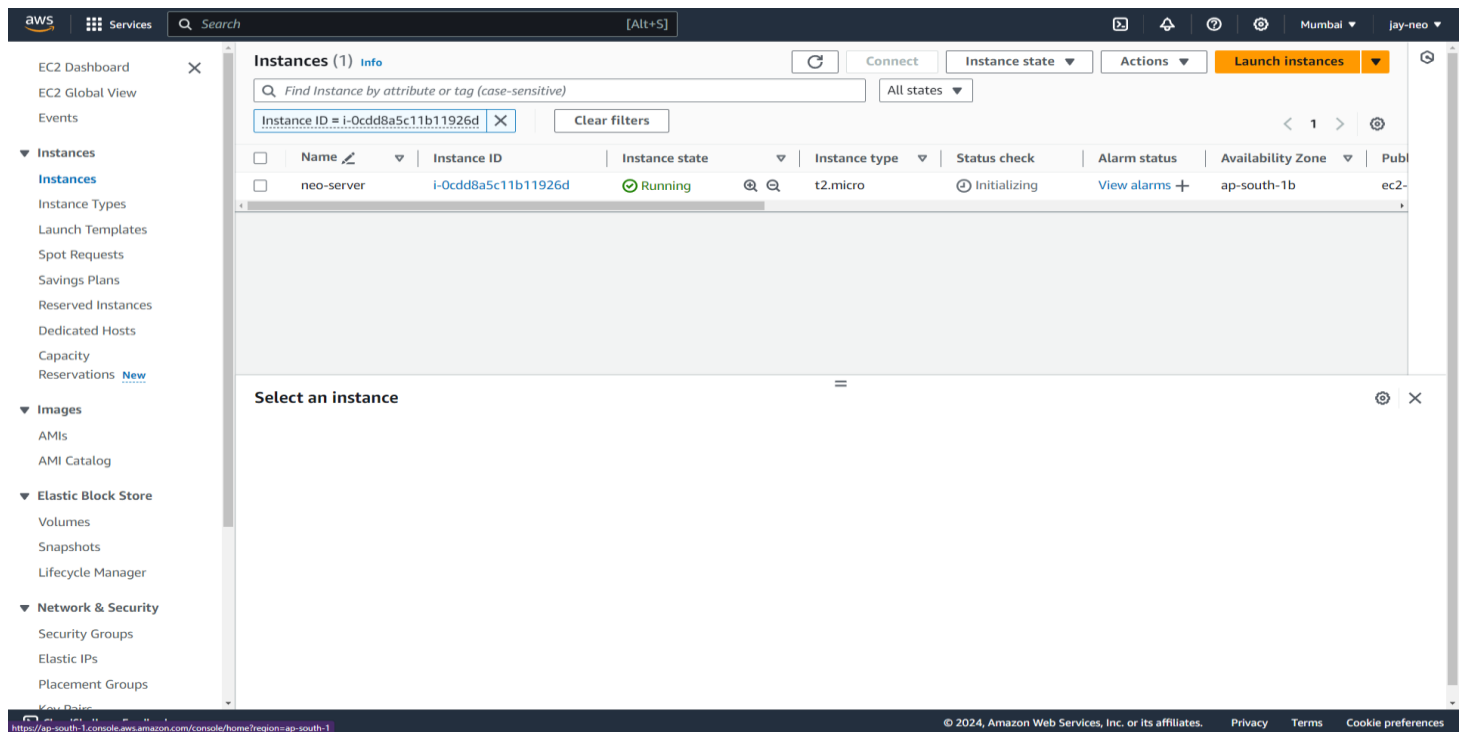 aws Services Search [Alt+S] Mumbai jay-neo
EC2 Dashboard
EC2 Global View
Events
Instances
Instances
Instance Types
Launch Templates
Spot Requests
Savings Plans
Reserved Instances
Dedicated Hosts
Capacity
Reservations New
Images
AMIs
AMI Catalog
Elastic Block Store
Volumes
Snapshots
Lifecycle Manager
Network & Security
Security Groups
Elastic IPs
Placement Groups
Instances (1) Info Connect Instance state Actions Launch instances
Find Instance by attribute or tag (case-sensitive) All states
Instance ID = i-0cdd8a5c11b11926d Clear filters 1
Name Instance ID Instance state Instance type Status check Alarm status Availability Zone Publ
neo-server i-0cdd8a5c11b11926d Running t2.micro Initializing View alarms ap-south-1b ec2-
Select an instance
https://ap-south-1.console.aws.amazon.com/console/home?region=ap-south-1
© 2024, Amazon Web Services, Inc. or its affiliates. Privacy Terms Cookie preferences